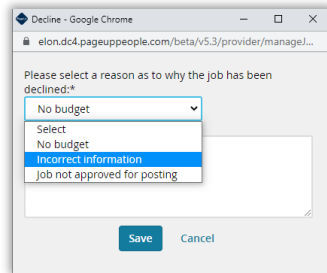 Decline - Google Chrome
elon.dc4.pageuppeople.com/beta/v5.3/provider/manageJ...
Please select a reason as to why the job has been
declined:*
No budget
Select
No budget
Incorrect information
Job not approved for posting
Save Cancel